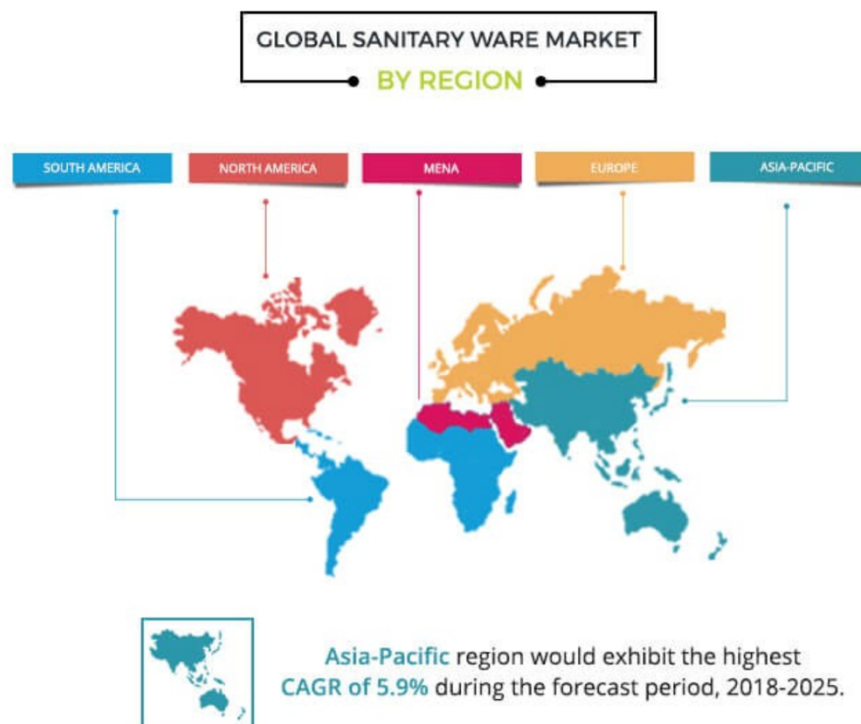 GLOBAL SANITARY WARE MARKET
BY REGION
SOUTH AMERICA
NORTH AMERICA
MENA
EUROPE
ASIA-PACIFIC
Asia-Pacific region would exhibit the highest
CAGR of 5.9% during the forecast period, 2018-2025.